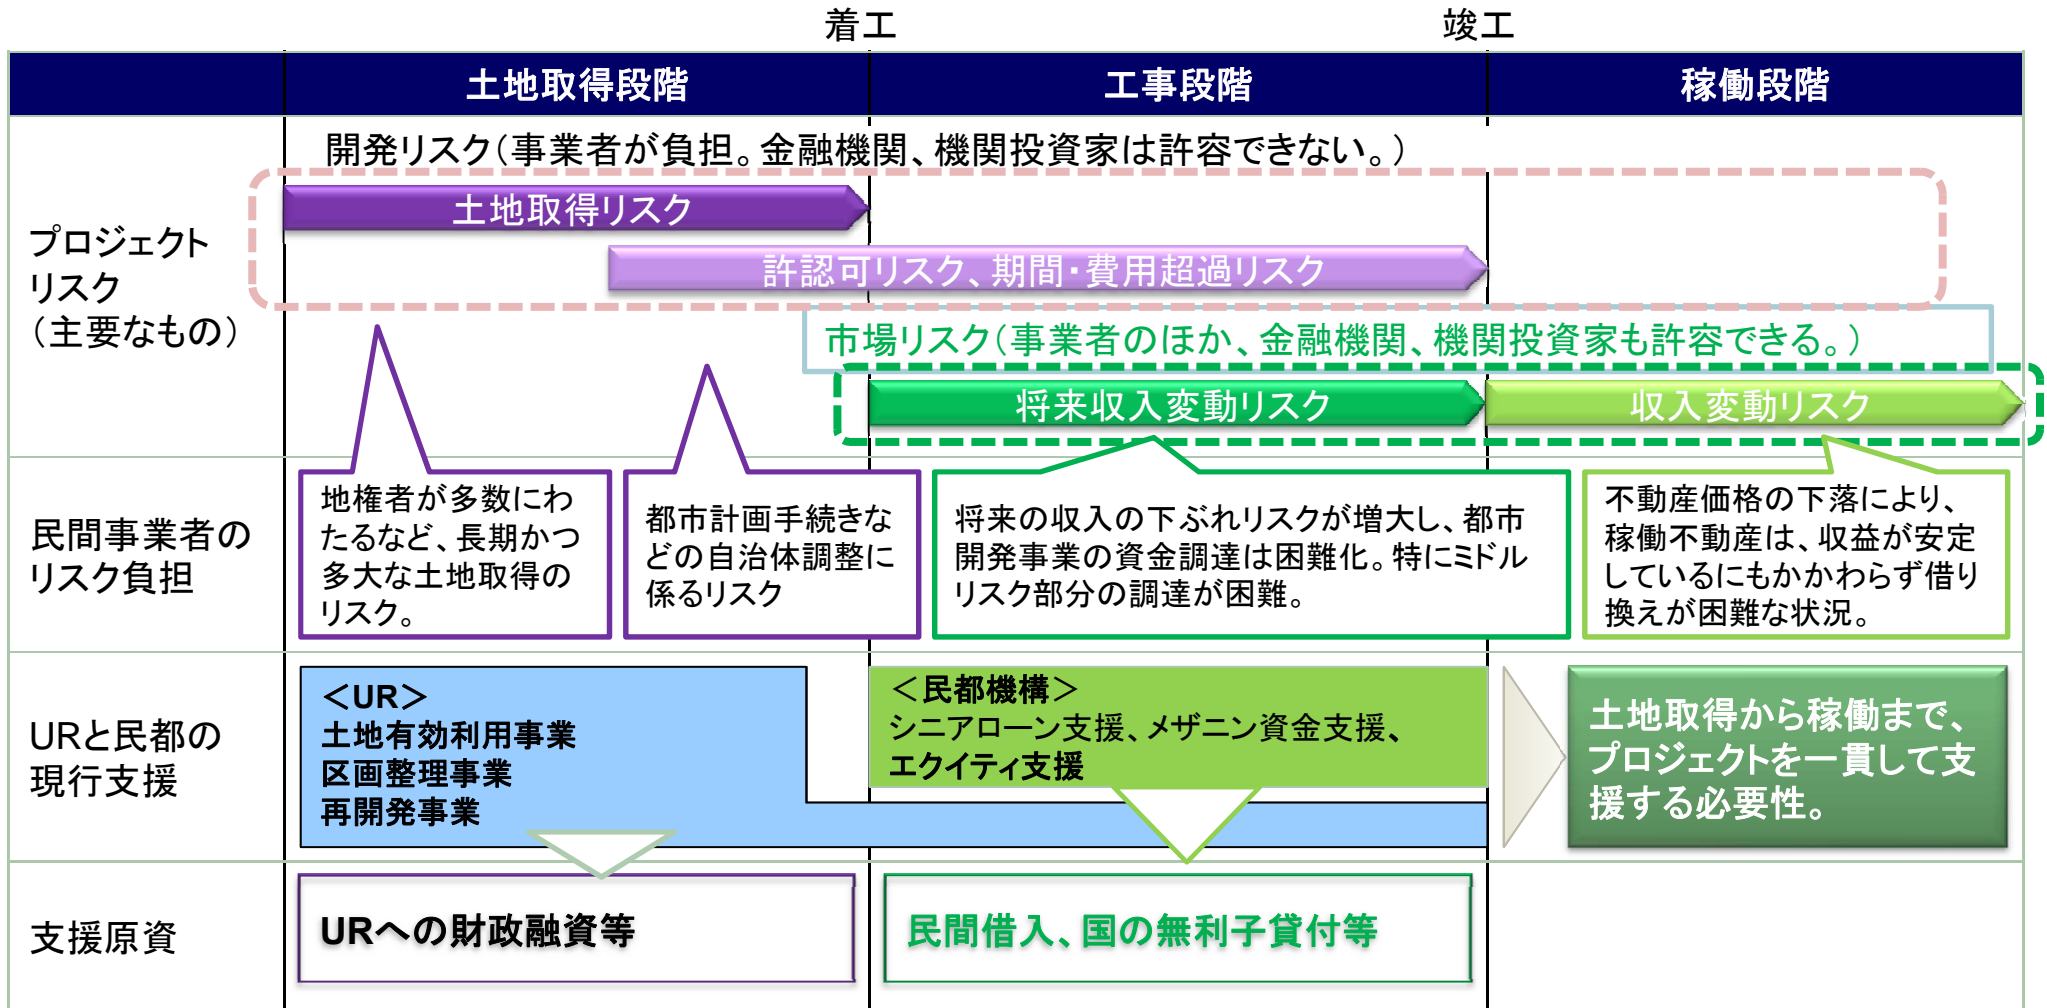 着工
竣工
土地取得段階
工事段階
稼働段階
プロジェクト
リスク
（主要なもの）
開発リスク（事業者が負担。金融機関、機関投資家は許容できない。）
土地取得リスク
許認可リスク、期間・費用超過リスク
市場リスク（事業者のほか、金融機関、機関投資家も許容できる。）
将来収入変動リスク
収入変動リスク
民間事業者の
リスク負担
地権者が多数にわ
たるなど、長期かつ
多大な土地取得の
リスク。
都市計画手続きな
どの自治体調整に
係るリスク
将来の収入の下ぶれリスクが増大し、都市
開発事業の資金調達は困難化。特にミドル
リスク部分の調達が困難。
不動産価格の下落により、
稼働不動産は、収益が安定
しているにもかかわらず借り
換えが困難な状況。
URと民都の
現行支援
＜UR＞
土地有効利用事業
区画整理事業
再開発事業
＜民都機構＞
シニアローン支援、メザニン資金支援、
エクイティ支援
土地取得から稼働まで、
プロジェクトを一貫して支
援する必要性。
支援原資
URへの財政融資等
民間借入、国の無利子貸付等